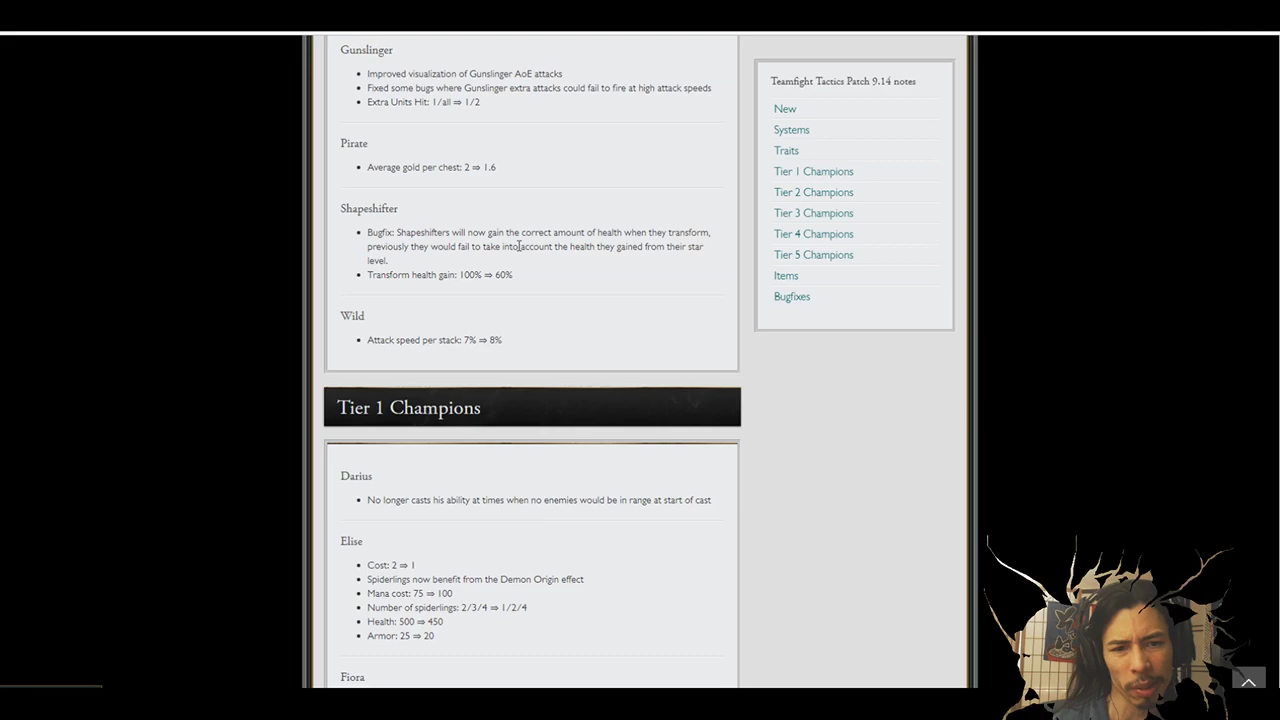 Gunslinger
Improved visualization of Gunslinger AoE attacks
Fixed some bugs where Gunslinger extra attacks could fail to fire at high attack speeds
Extra Units Hit: 1/all ⇒ 1/2
Pirate
Average gold per chest: 2 ⇒ 1.6
Shapeshifter
Bugfix: Shapeshifters will now gain the correct amount of health when they transform,
previously they would fail to take into account the health they gained from their star
level.
Transform health gain: 100% ⇒ 60%
Wild
Attack speed per stack: 7% ⇒ 8%
Tier 1 Champions
Darius
No longer casts his ability at times when no enemies would be in range at start of cast
Elise
Cost: 2 ⇒ 1
Spiderlings now benefit from the Demon Origin effect
Mana cost: 75 ⇒ 100
Number of spiderlings: 2/3/4 ⇒ 1/2/4
Health: 500 ⇒ 450
Armor: 25 ⇒ 20
Fiora
Teamfight Tactics Patch 9.14 notes
New
Systems
Traits
Tier 1 Champions
Tier 2 Champions
Tier 3 Champions
Tier 4 Champions
Tier 5 Champions
Items
Bugfixes